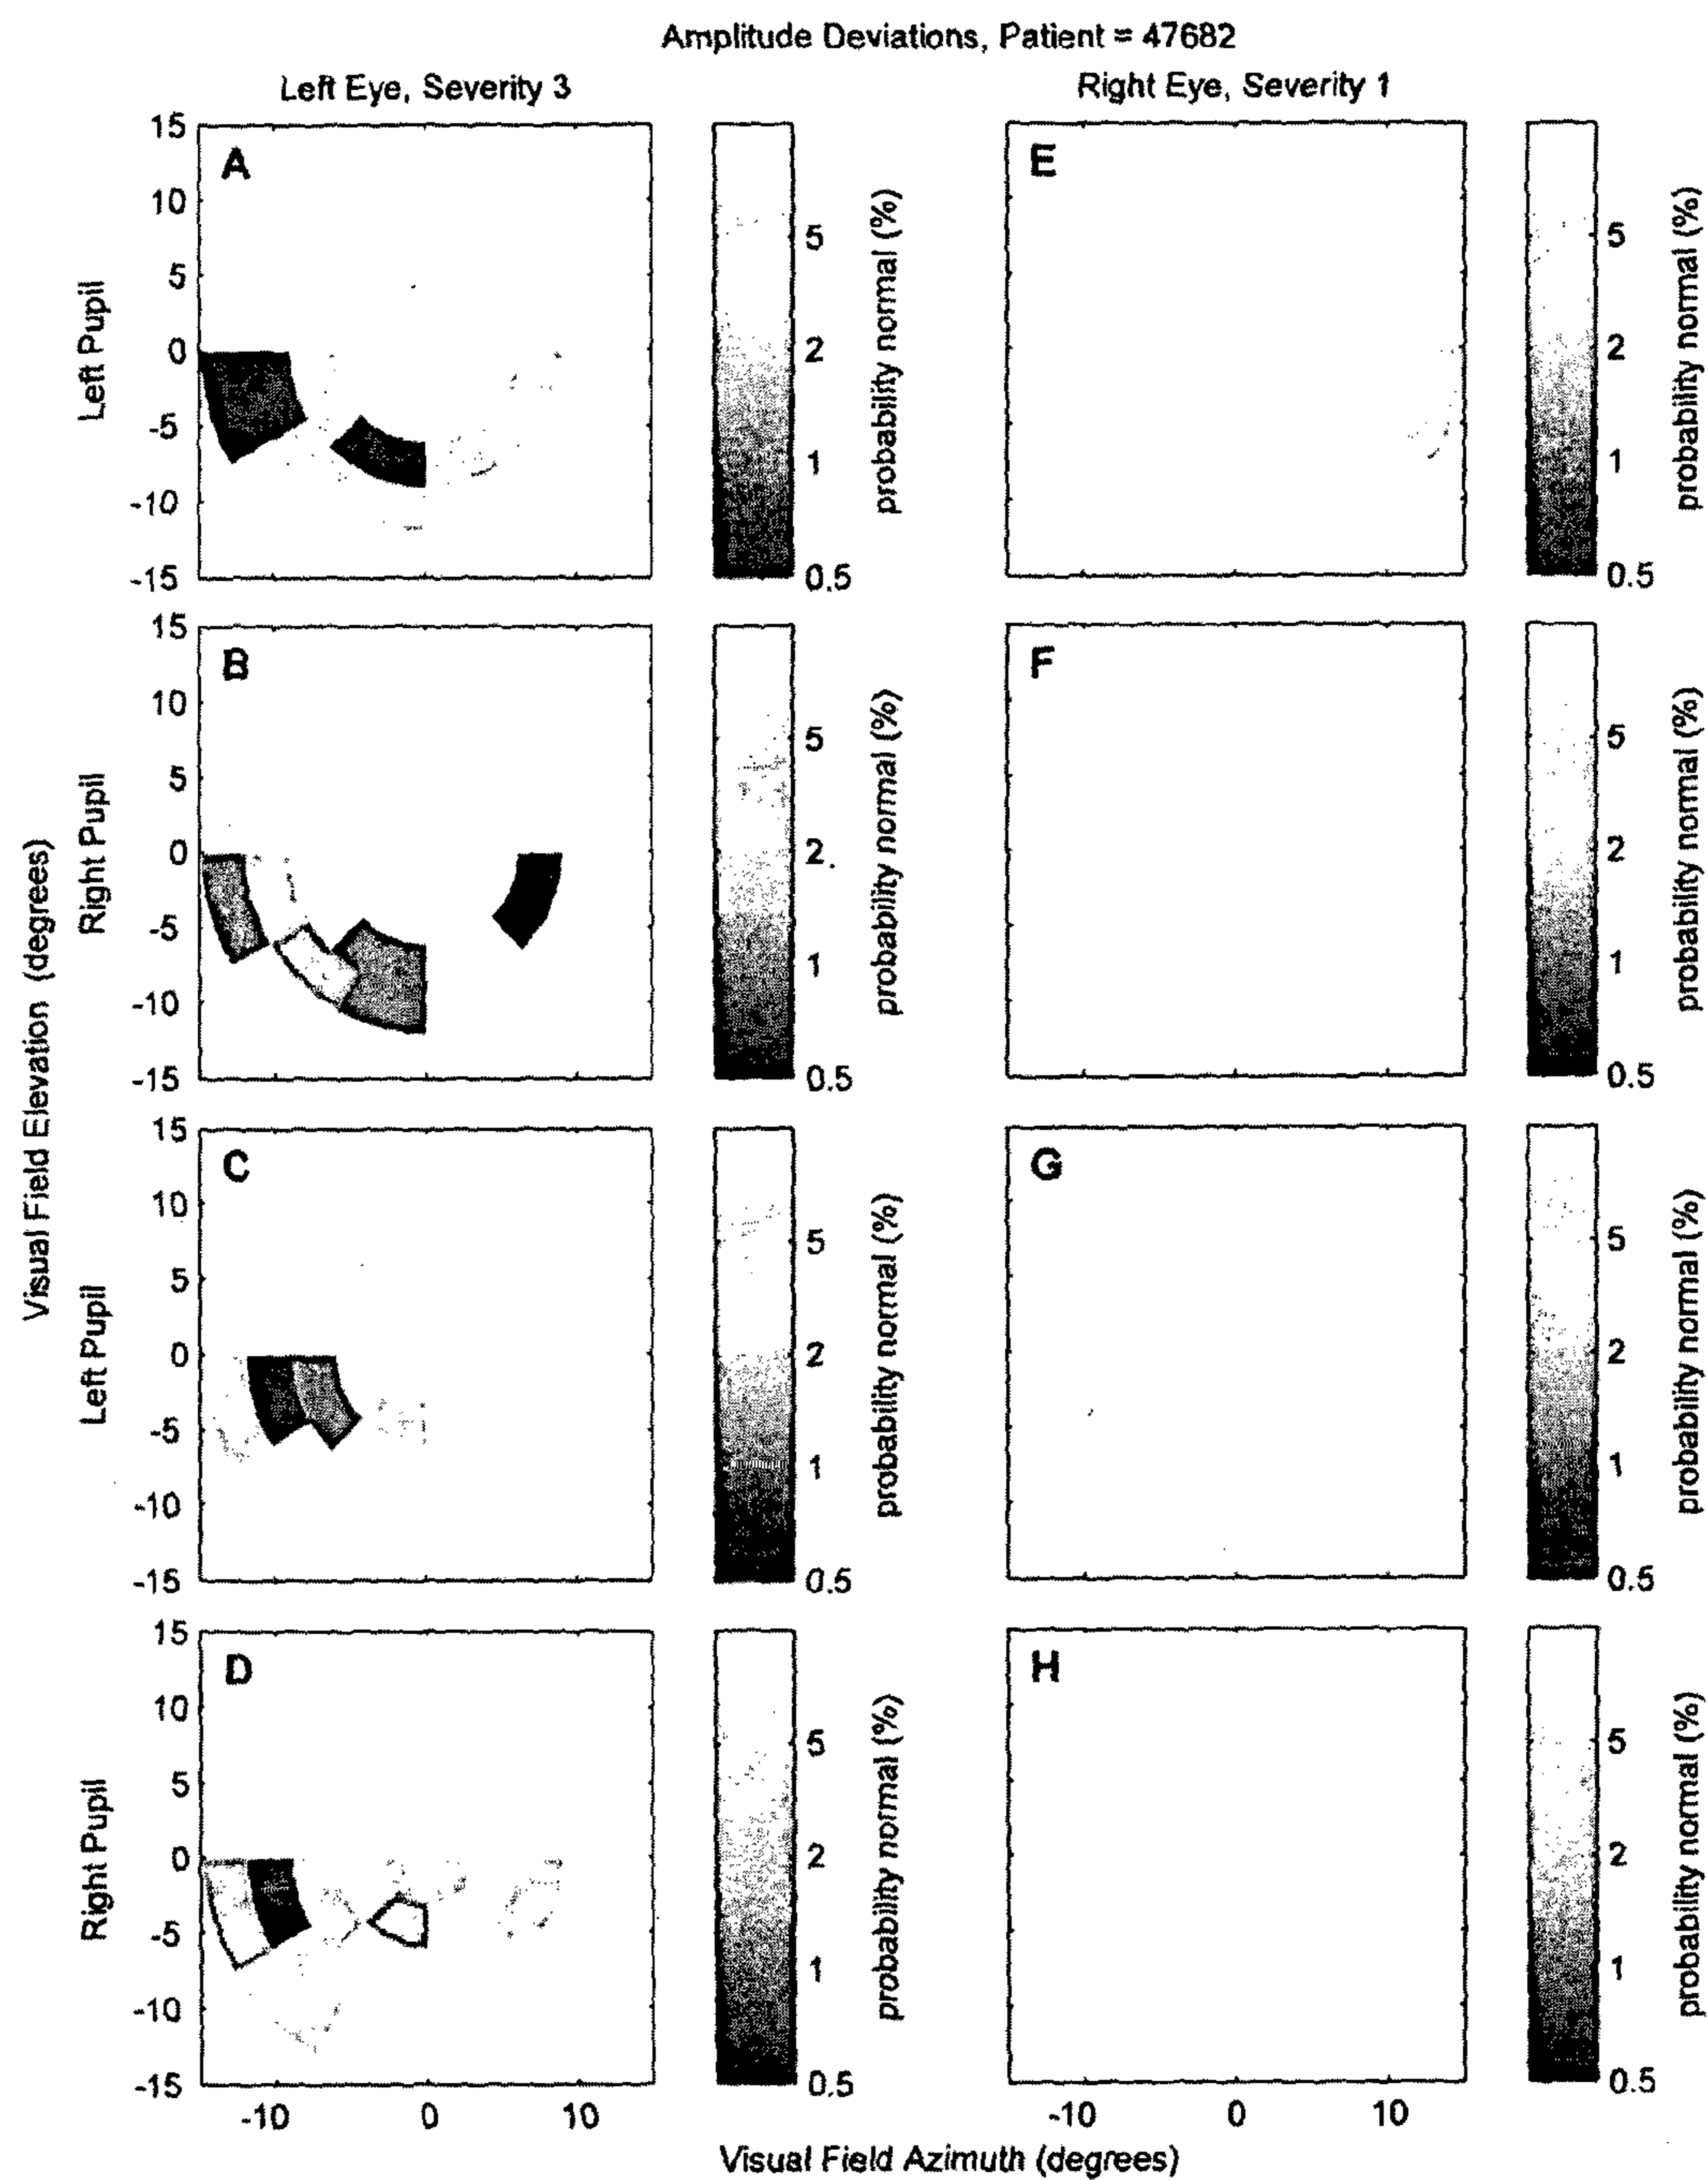 Amplitude Deviations, Patient = 47682
Left Eye, Severity 3
Right Eye, Severity 1
Visual Field Elevation (degrees)
Left Pupil
15
10
5
0
-5
-10
-15
A
5
2
1
0.5
probability normal (%)
E
5
2
1
0.5
probability normal (%)
Right Pupil
15
10
5
0
-5
-10
-15
B
5
2.
1
0.5
probability normal (%)
F
5
2
1
0.5
probability normal (%)
Left Pupil
15
10
5
0
-5
-10
-15
C
5
2
1
0.5
probability normal (%)
G
5
2
1
0.5
probability normal (%)
Right Pupil
15
10
5
0
-5
-10
-15
D
5
2
1
0.5
probability normal (%)
H
5
2
1
0.5
probability normal (%)
-10 0 10
-10 0 10
Visual Field Azimuth (degrees)